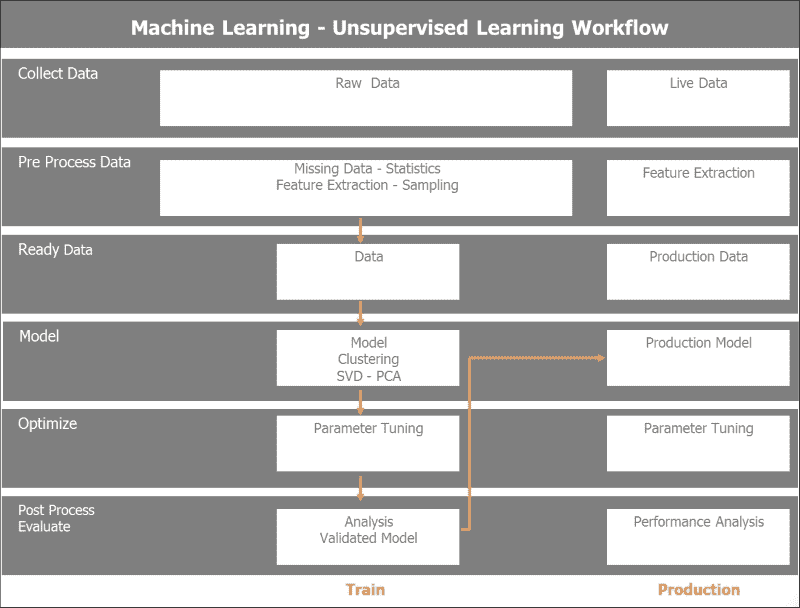 Machine Learning - Unsupervised Learning Workflow
Collect Data
Raw Data
Live Data
Pre Process Data
Missing Data - Statistics
Feature Extraction - Sampling
Feature Extraction
Ready Data
Data
Production Data
Model
Model
Clustering
SVD - PCA
Production Model
Optimize
Parameter Tuning
Parameter Tuning
Post Process
Evaluate
Analysis
Validated Model
Performance Analysis
Train
Production